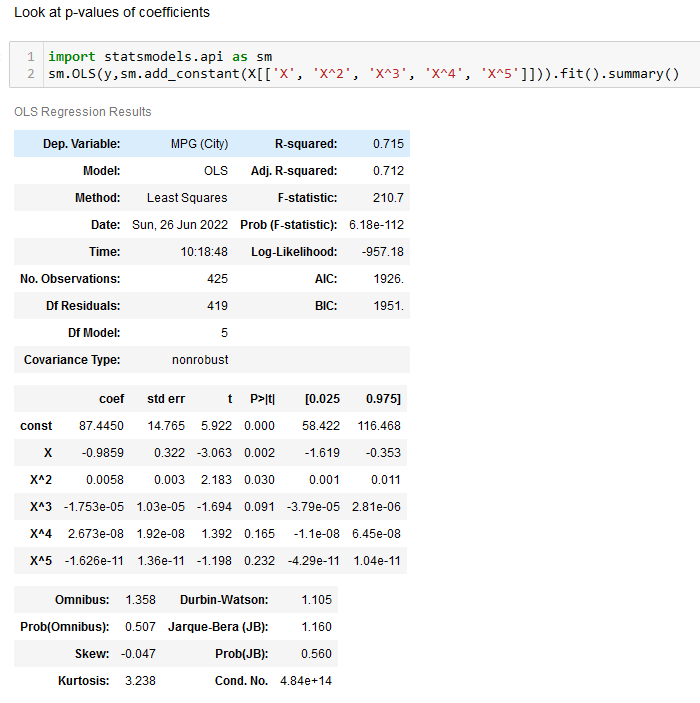 Look at p-values of coefficients
1 import statsmodels.api as sm
2 sm.OLS(y,sm.add_constant(X[['X', 'X^2', 'X^3', 'X^4', 'X^5']])).fit().summary()
OLS Regression Results
Dep. Variable: MPG (City) R-squared: 0.715
Model: OLS Adj. R-squared: 0.712
Method: Least Squares F-statistic: 210.7
Date: Sun, 26 Jun 2022 Prob (F-statistic): 6.18e-112
Time: 10:18:48 Log-Likelihood: -957.18
No. Observations: 425 AIC: 1926.
Df Residuals: 419 BIC: 1951.
Df Model: 5
Covariance Type: nonrobust
coef std err t P>|t| [0.025 0.975]
const 87.4450 14.765 5.922 0.000 58.422 116.468
X -0.9859 0.322 -3.063 0.002 -1.619 -0.353
X^2 0.0058 0.003 2.183 0.030 0.001 0.011
X^3 -1.753e-05 1.03e-05 -1.694 0.091 -3.79e-05 2.81e-06
X^4 2.673e-08 1.92e-08 1.392 0.165 -1.1e-08 6.45e-08
X^5 -1.626e-11 1.36e-11 -1.198 0.232 -4.29e-11 1.04e-11
Omnibus: 1.358 Durbin-Watson: 1.105
Prob(Omnibus): 0.507 Jarque-Bera (JB): 1.160
Skew: -0.047 Prob(JB): 0.560
Kurtosis: 3.238 Cond. No. 4.84e+14